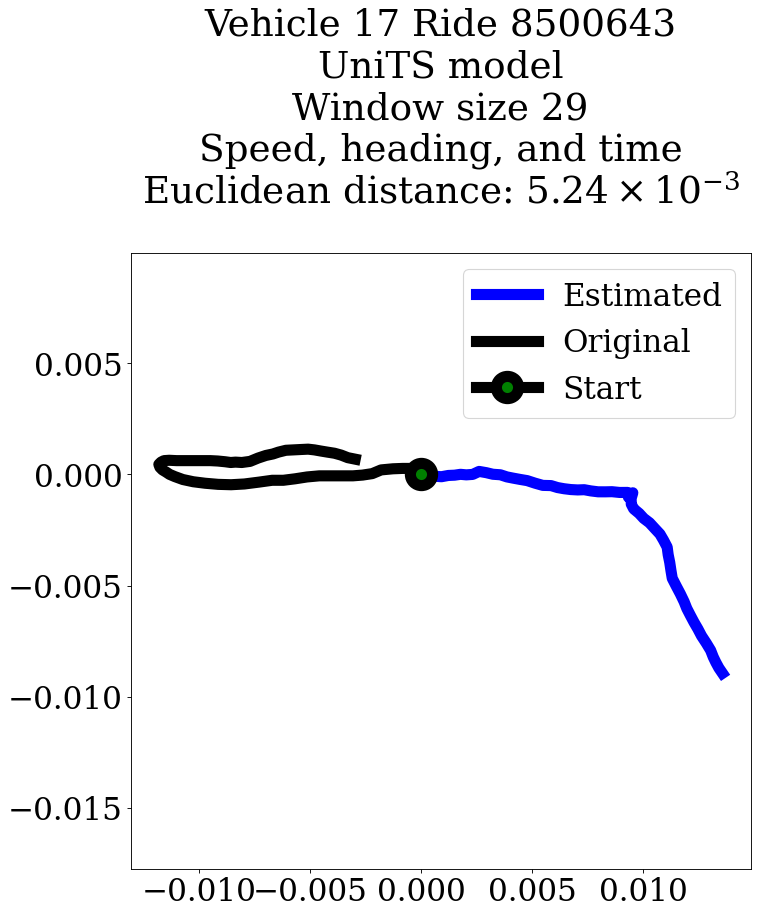 Vehicle 17 Ride 8500643
UniTS model
Window size 29
Speed, heading, and time
Euclidean distance: 5.24 × 10⁻³
Estimated
Original
Start
0.005
0.000
−0.005
−0.010
−0.015
−0.010 −0.005 0.000 0.005 0.010